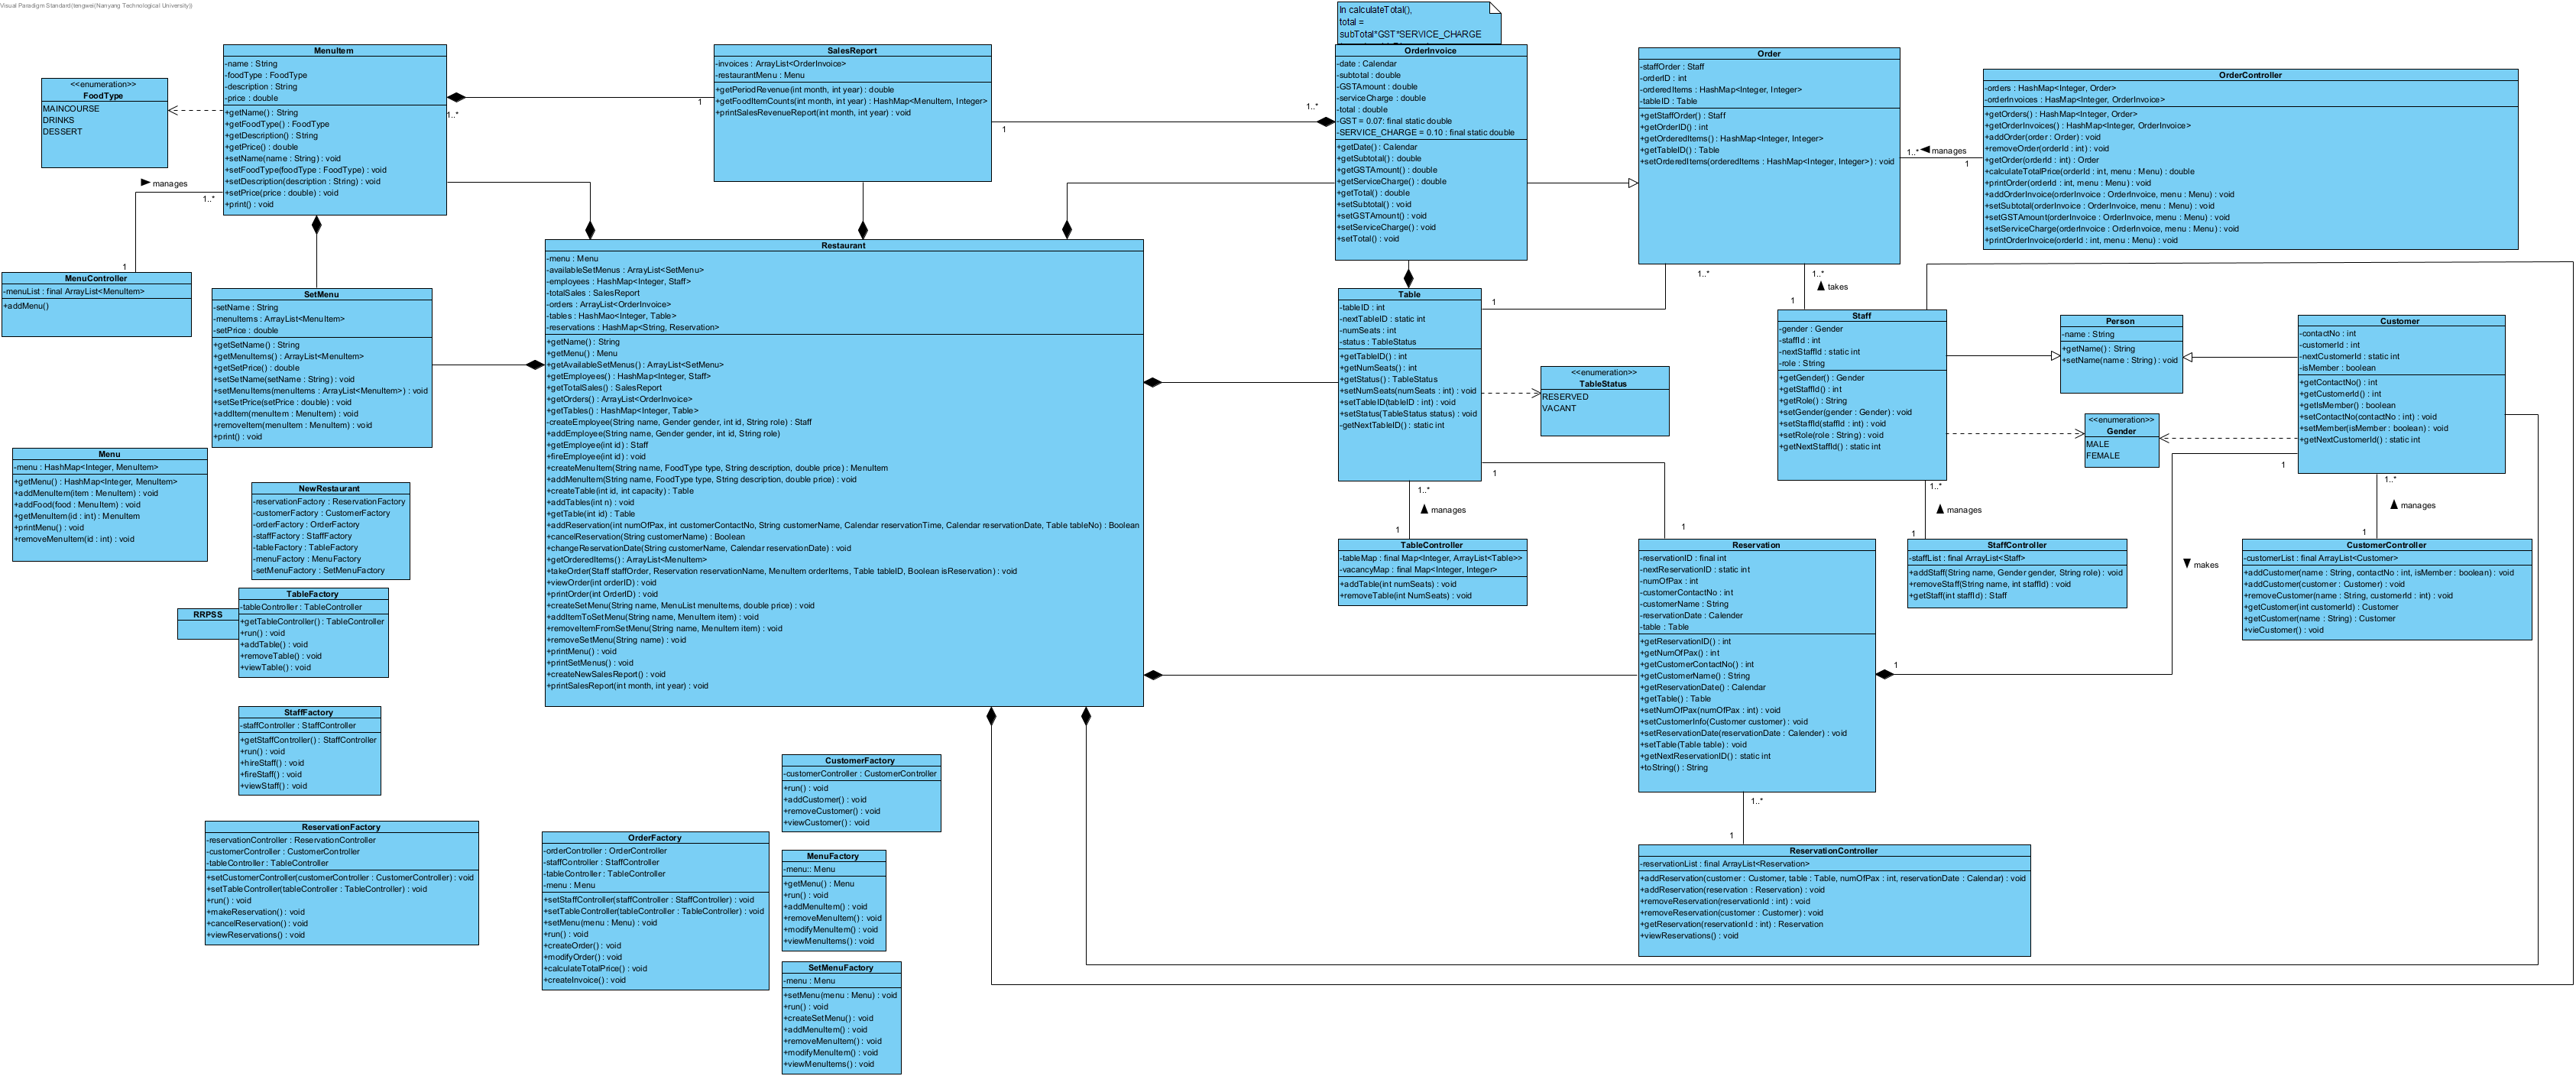 Visual Paradigm Standard(tengwei(Nanyang Technological University))
In calculateTotal(),
total =
subTotal*GST*SERVICE_CHARGE
MenuItem
-name : String
-foodType : FoodType
-description : String
-price : double
+getName() : String
+getFoodType() : FoodType
+getDescription() : String
+getPrice() : double
+setName(name : String) : void
+setFoodType(foodType : FoodType) : void
+setDescription(description : String) : void
+setPrice(price : double) : void
+print() : void
<<enumeration>>
FoodType
MAINCOURSE
DRINKS
DESSERT
manages
1..*
1
1..*
1
SalesReport
-invoices : ArrayList<OrderInvoice>
-restaurantMenu : Menu
+getPeriodRevenue(int month, int year) : double
+getFoodItemCounts(int month, int year) : HashMap<MenuItem, Integer>
+printSalesRevenueReport(int month, int year) : void
1
1..*
OrderInvoice
-date : Calendar
-subtotal : double
-GSTAmount : double
-serviceCharge : double
-total : double
-GST = 0.07: final static double
-SERVICE_CHARGE = 0.10 : final static double
+getDate() : Calendar
+getSubtotal() : double
+getGSTAmount() : double
+getServiceCharge() : double
+getTotal() : double
+setSubtotal() : void
+setGSTAmount() : void
+setServiceCharge() : void
+setTotal() : void
Order
-staffOrder : Staff
-orderID : int
-orderedItems : HashMap<Integer, Integer>
-tableID : Table
+getStaffOrder() : Staff
+getOrderID() : int
+getOrderedItems() : HashMap<Integer, Integer>
+getTableID() : Table
+setOrderedItems(orderedItems : HashMap<Integer, Integer>) : void
1..*
manages
1
OrderController
-orders : HashMap<Integer, Order>
-orderInvoices : HasMap<Integer, OrderInvoice>
+getOrders() : HashMap<Integer, Order>
+getOrderInvoices() : HashMap<Integer, OrderInvoice>
+addOrder(order : Order) : void
+removeOrder(orderId : int) : void
+getOrder(orderId : int) : Order
+calculateTotalPrice(orderId : int, menu : Menu) : double
+printOrder(orderId : int, menu : Menu) : void
+addOrderInvoice(orderInvoice : OrderInvoice, menu : Menu) : void
+setSubtotal(orderInvoice : OrderInvoice, menu : Menu) : void
+setGSTAmount(orderInvoice : OrderInvoice, menu : Menu) : void
+setServiceCharge(orderInvoice : OrderInvoice, menu : Menu) : void
+printOrderInvoice(orderId : int, menu : Menu) : void
MenuController
-menuList : final ArrayList<MenuItem>
+addMenu()
SetMenu
-setName : String
-menuItems : ArrayList<MenuItem>
-setPrice : double
+getSetName() : String
+getMenuItems() : ArrayList<MenuItem>
+getSetPrice() : double
+setSetName(setName : String) : void
+setMenuItems(menuItems : ArrayList<MenuItem>) : void
+setSetPrice(setPrice : double) : void
+addItem(menuItem : MenuItem) : void
+removeItem(menuItem : MenuItem) : void
+print() : void
Restaurant
-menu : Menu
-availableSetMenus : ArrayList<SetMenu>
-employees : HashMap<Integer, Staff>
-totalSales : SalesReport
-orders : ArrayList<OrderInvoice>
-tables : HashMao<Integer, Table>
-reservations : HashMap<String, Reservation>
+getName() : String
+getMenu() : Menu
+getAvailableSetMenus() : ArrayList<SetMenu>
+getEmployees() : HashMap<Integer, Staff>
+getTotalSales() : SalesReport
+getOrders() : ArrayList<OrderInvoice>
+getTables() : HashMap<Integer, Table>
-createEmployee(String name, Gender gender, int id, String role) : Staff
+addEmployee(String name, Gender gender, int id, String role)
+getEmployee(int id) : Staff
+fireEmployee(int id) : void
+createMenuItem(String name, FoodType type, String description, double price) : MenuItem
+addMenuItem(String name, FoodType type, String description, double price) : void
+createTable(int id, int capacity) : Table
+addTables(int n) : void
+getTable(int id) : Table
+addReservation(int numOfPax, int customerContactNo, String customerName, Calendar reservationTime, Calendar reservationDate, Table tableNo) : Boolean
+cancelReservation(String customerName) : Boolean
+changeReservationDate(String customerName, Calendar reservationDate) : void
+getOrderedItems() : ArrayList<MenuItem>
+takeOrder(Staff staffOrder, Reservation reservationName, MenuItem orderItems, Table tableID, Boolean isReservation) : void
+viewOrder(int orderID) : void
+printOrder(int OrderID) : void
+createSetMenu(String name, MenuList menuItems, double price) : void
+addItemToSetMenu(String name, MenuItem item) : void
+removeItemFromSetMenu(String name, MenuItem item) : void
+removeSetMenu(String name) : void
+printMenu() : void
+printSetMenus() : void
+createNewSalesReport() : void
+printSalesReport(int month, int year) : void
Table
-tableID : int
-nextTableID : static int
-numSeats : int
-status : TableStatus
+getTableID() : int
+getNumSeats() : int
+getStatus() : TableStatus
+setNumSeats(numSeats : int) : void
+setTableID(tableID : int) : void
+setStatus(TableStatus status) : void
-getNextTableID() : static int
1
1..*
<<enumeration>>
TableStatus
RESERVED
VACANT
1..*
takes
1
Staff
-gender : Gender
-staffId : int
-nextStaffId : static int
-role : String
+getGender() : Gender
+getStaffId() : int
+getRole() : String
+setGender(gender : Gender) : void
+setStaffId(staffId : int) : void
+setRole(role : String) : void
+getNextStaffId() : static int
Person
-name : String
+getName() : String
+setName(name : String) : void
<<enumeration>>
Gender
MALE
FEMALE
Customer
-contactNo : int
-customerId : int
-nextCustomerId : static int
-isMember : boolean
+getContactNo() : int
+getCustomerId() : int
+getIsMember() : boolean
+setContactNo(contactNo : int) : void
+setMember(isMember : boolean) : void
+getNextCustomerId() : static int
Menu
-menu : HashMap<Integer, MenuItem>
+getMenu() : HashMap<Integer, MenuItem>
+addMenuItem(item : MenuItem) : void
+addFood(food : MenuItem) : void
+getMenuItem(id : int) : MenuItem
+printMenu() : void
+removeMenuItem(id : int) : void
NewRestaurant
-reservationFactory : ReservationFactory
-customerFactory : CustomerFactory
-orderFactory : OrderFactory
-staffFactory : StaffFactory
-tableFactory : TableFactory
-menuFactory : MenuFactory
-setMenuFactory : SetMenuFactory
1..*
manages
1
1
1
1..*
manages
1
1
1..*
manages
1
TableController
-tableMap : final Map<Integer, ArrayList<Table>>
-vacancyMap : final Map<Integer, Integer>
+addTable(int numSeats) : void
+removeTable(int NumSeats) : void
Reservation
-reservationID : final int
-nextReservationID : static int
-numOfPax : int
-customerContactNo : int
-customerName : String
-reservationDate : Calender
-table : Table
+getReservationID() : int
+getNumOfPax() : int
+getCustomerContactNo() : int
+getCustomerName() : String
+getReservationDate() : Calendar
+getTable() : Table
+setNumOfPax(numOfPax : int) : void
+setCustomerInfo(Customer customer) : void
+setReservationDate(reservationDate : Calender) : void
+setTable(Table table) : void
+getNextReservationID() : static int
+toString() : String
StaffController
-staffList : final ArrayList<Staff>
+addStaff(String name, Gender gender, String role) : void
+removeStaff(String name, int staffId) : void
+getStaff(int staffId) : Staff
makes
1
CustomerController
-customerList : final ArrayList<Customer>
+addCustomer(name : String, contactNo : int, isMember : boolean) : void
+addCustomer(customer : Customer) : void
+removeCustomer(name : String, customerId : int) : void
+getCustomer(int customerId) : Customer
+getCustomer(name : String) : Customer
+vieCustomer() : void
RRPSS
TableFactory
-tableController : TableController
+getTableController() : TableController
+run() : void
+addTable() : void
+removeTable() : void
+viewTable() : void
StaffFactory
-staffController : StaffController
+getStaffController() : StaffController
+run() : void
+hireStaff() : void
+fireStaff() : void
+viewStaff() : void
ReservationFactory
-reservationController : ReservationController
-customerController : CustomerController
-tableController : TableController
+setCustomerController(customerController : CustomerController) : void
+setTableController(tableController : TableController) : void
+run() : void
+makeReservation() : void
+cancelReservation() : void
+viewReservations() : void
OrderFactory
-orderController : OrderController
-staffController : StaffController
-tableController : TableController
-menu : Menu
+setStaffController(staffController : StaffController) : void
+setTableController(tableController : TableController) : void
+setMenu(menu : Menu) : void
+run() : void
+createOrder() : void
+modifyOrder() : void
+calculateTotalPrice() : void
+createInvoice() : void
CustomerFactory
-customerController : CustomerController
+run() : void
+addCustomer() : void
+removeCustomer() : void
+viewCustomer() : void
MenuFactory
-menu:: Menu
+getMenu() : Menu
+run() : void
+addMenuItem() : void
+removeMenuItem() : void
+modifyMenuItem() : void
+viewMenuItems() : void
SetMenuFactory
-menu : Menu
+setMenu(menu : Menu) : void
+run() : void
+createSetMenu() : void
+addMenuItem() : void
+removeMenuItem() : void
+modifyMenuItem() : void
+viewMenuItems() : void
1..*
1
ReservationController
-reservationList : final ArrayList<Reservation>
+addReservation(customer : Customer, table : Table, numOfPax : int, reservationDate : Calendar) : void
+addReservation(reservation : Reservation) : void
+removeReservation(reservationId : int) : void
+removeReservation(customer : Customer) : void
+getReservation(reservationId : int) : Reservation
+viewReservations() : void